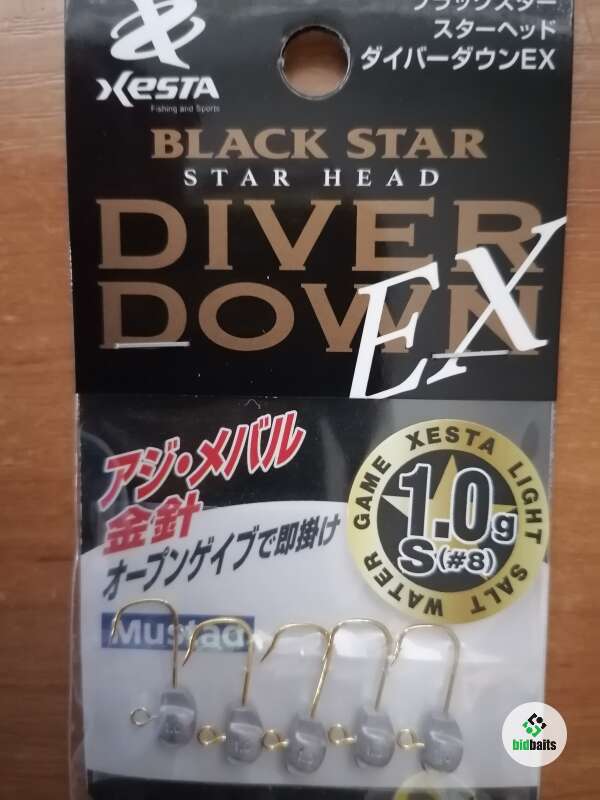 ブラックスター
スターヘッド
ダイバーダウンEX
XESTA
Fishing and Sports
BLACK STAR
STAR HEAD
DIVER
DOWN
EX
アジ・メバル
金針
オープンゲイブで即掛け
XESTA LIGHT SALT WATER GAME
1.0g
S(#8)
Mustad
bidbaits